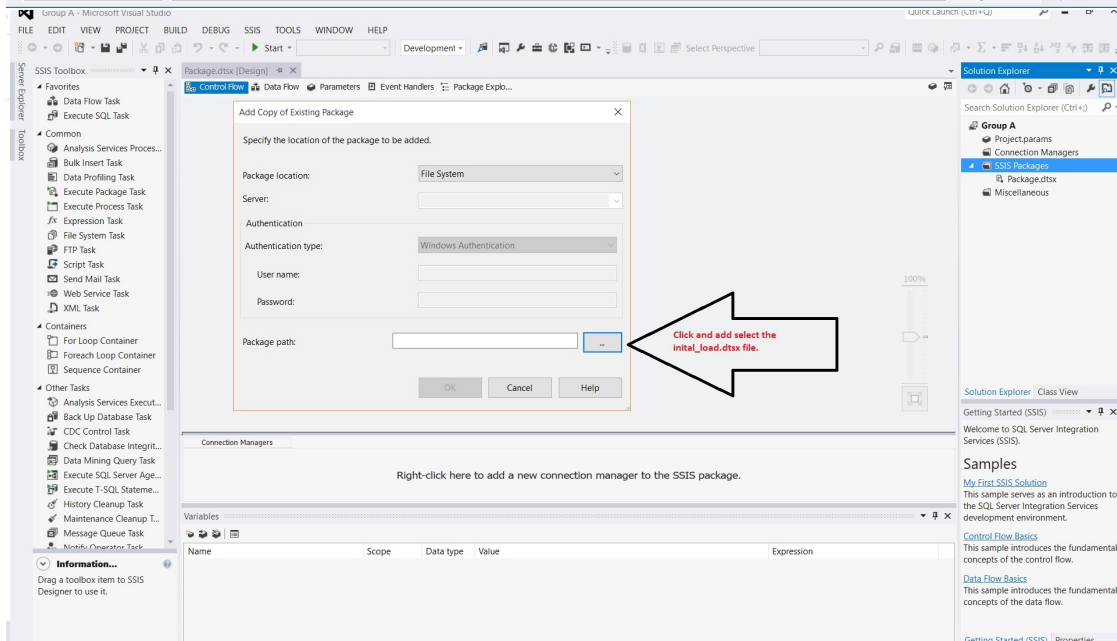 Group A - Microsoft Visual Studio
Quick Launch (Ctrl+Q)
FILE EDIT VIEW PROJECT BUILD DEBUG SSIS TOOLS WINDOW HELP
Start
Development
Select Perspective
Server Explorer
Toolbox
SSIS Toolbox
Favorites
Data Flow Task
Execute SQL Task
Common
Analysis Services Proces...
Bulk Insert Task
Data Profiling Task
Execute Package Task
Execute Process Task
Expression Task
File System Task
FTP Task
Script Task
Send Mail Task
Web Service Task
XML Task
Containers
For Loop Container
Foreach Loop Container
Sequence Container
Other Tasks
Analysis Services Execut...
Back Up Database Task
CDC Control Task
Check Database Integrit...
Data Mining Query Task
Execute SQL Server Age...
Execute T-SQL Stateme...
History Cleanup Task
Maintenance Cleanup T...
Message Queue Task
Notify Operator Task
Information...
Drag a toolbox item to SSIS
Designer to use it.
Package.dtsx [Design]
Control Flow Data Flow Parameters Event Handlers Package Explo...
Add Copy of Existing Package
Specify the location of the package to be added.
Package location: File System
Server:
Authentication
Authentication type: Windows Authentication
User name:
Password:
Package path: ...
OK Cancel Help
Click and add select the
inital_load.dtsx file.
100%
Connection Managers
Right-click here to add a new connection manager to the SSIS package.
Variables
Name Scope Data type Value Expression
Solution Explorer
Search Solution Explorer (Ctrl+;)
Group A
Project.params
Connection Managers
SSIS Packages
Package.dtsx
Miscellaneous
Solution Explorer Class View
Getting Started (SSIS)
Welcome to SQL Server Integration
Services (SSIS).
Samples
My First SSIS Solution
This sample serves as an introduction to
the SQL Server Integration Services
development environment.
Control Flow Basics
This sample introduces the fundamental
concepts of the control flow.
Data Flow Basics
This sample introduces the fundamental
concepts of the data flow.
Getting Started (SSIS) Properties